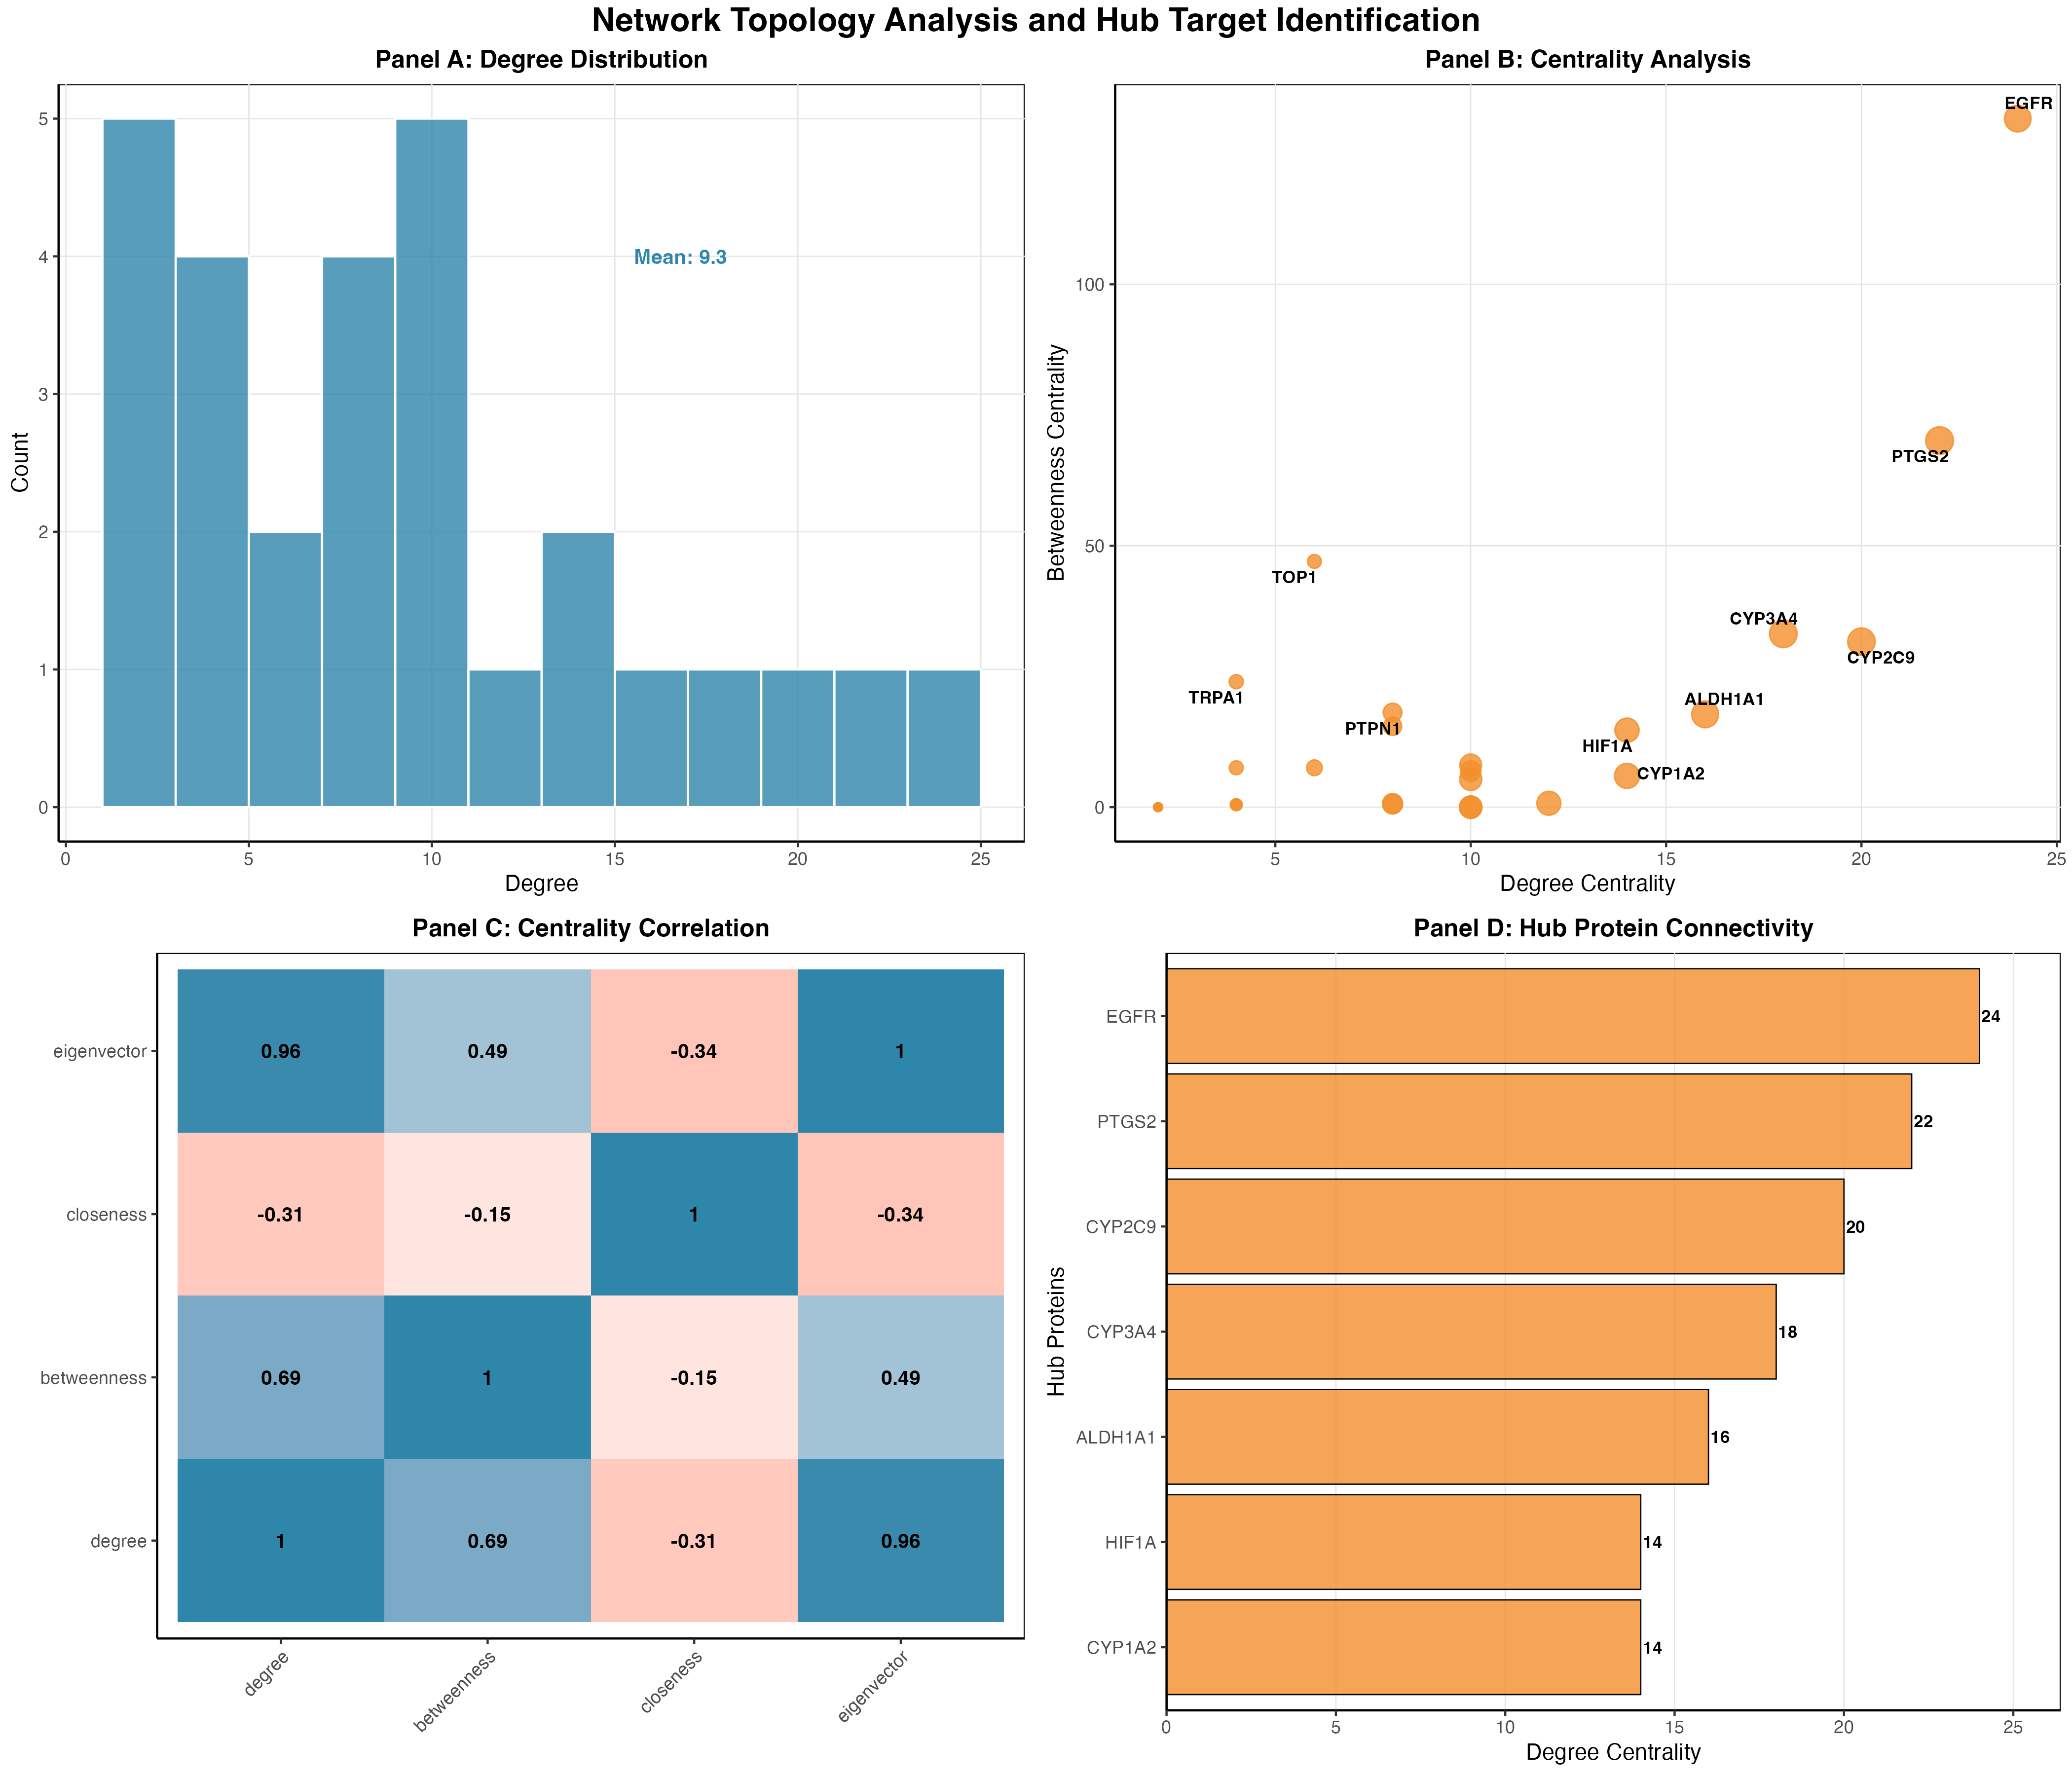 Network Topology Analysis and Hub Target Identification
Panel A: Degree Distribution
5
4
3
2
1
0
Count
Mean: 9.3
0 5 10 15 20 25
Degree
Panel B: Centrality Analysis
100
50
0
Betweenness Centrality
EGFR
PTGS2
TOP1
CYP3A4
CYP2C9
TRPA1
ALDH1A1
PTPN1
HIF1A
CYP1A2
5 10 15 20 25
Degree Centrality
Panel C: Centrality Correlation
eigenvector 0.96 0.49 -0.34 1
closeness -0.31 -0.15 1 -0.34
betweenness 0.69 1 -0.15 0.49
degree 1 0.69 -0.31 0.96
degree betweenness closeness eigenvector
Panel D: Hub Protein Connectivity
Hub Proteins
EGFR 24
PTGS2 22
CYP2C9 20
CYP3A4 18
ALDH1A1 16
HIF1A 14
CYP1A2 14
0 5 10 15 20 25
Degree Centrality